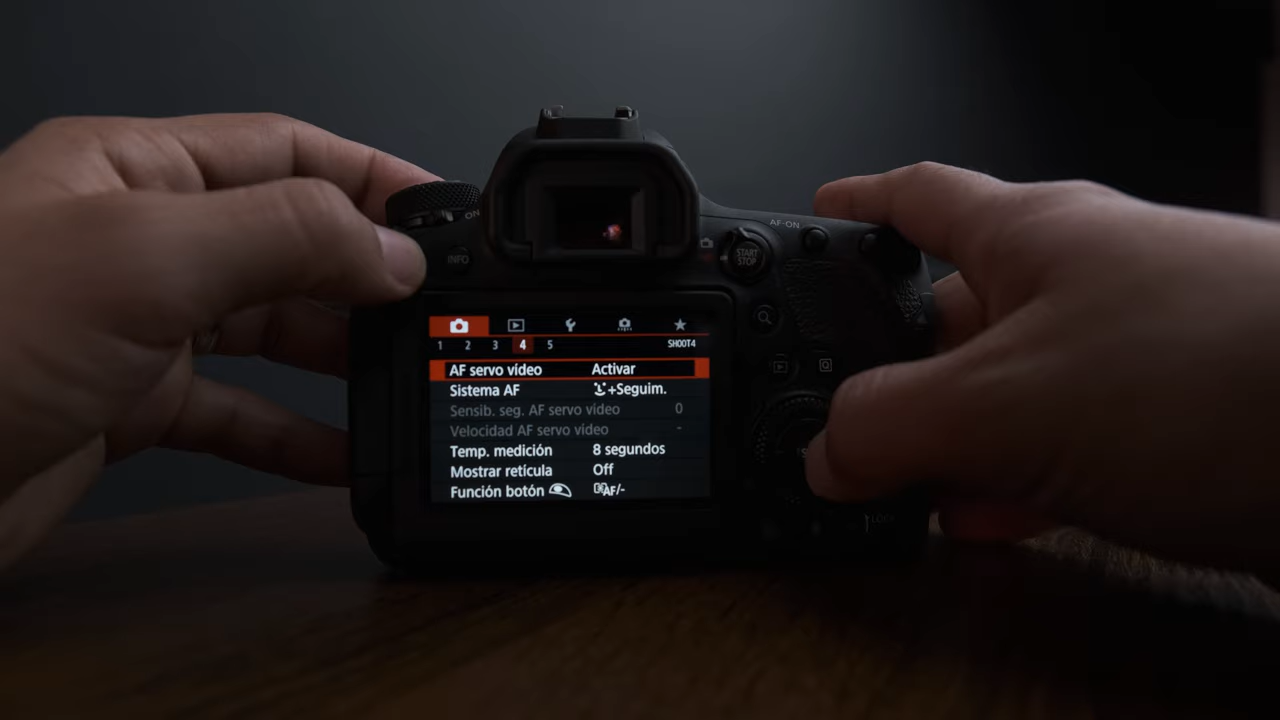 ON
INFO
AF-ON
START
STOP
1 2 3 4 5 SHOOT4
AF servo vídeo Activar
Sistema AF +Seguim.
Sensib. seg. AF servo vídeo 0
Velocidad AF servo vídeo -
Temp. medición 8 segundos
Mostrar retícula Off
Función botón AF/-
Q
LOCK